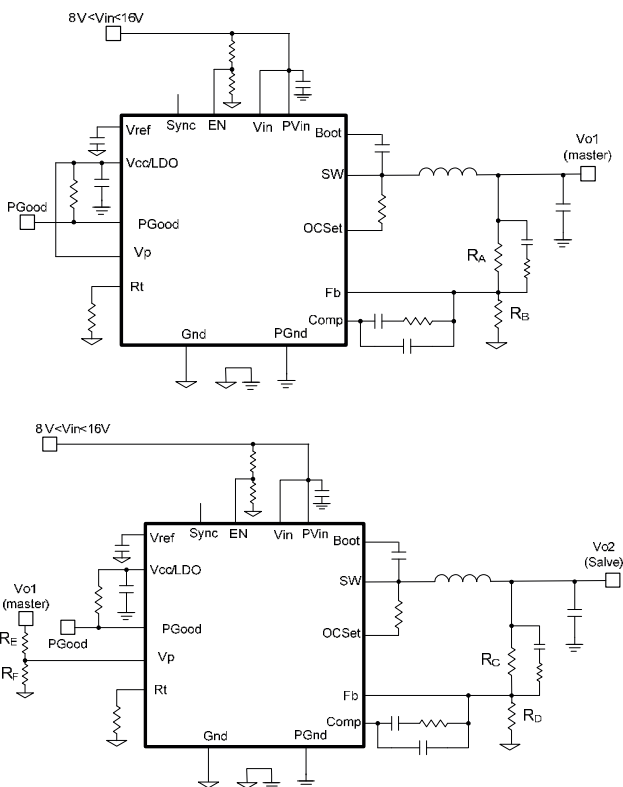 8V<Vin<16V
Sync EN Vin PVin
Vref
Boot
Vo1
(master)
Vcc/LDO
SW
PGood
PGood
OCSet
Vp
RA
Rt
Fb
RB
Comp
Gnd PGnd
8V<Vin<16V
Sync EN Vin PVin
Vref
Boot
Vo2
(Salve)
Vcc/LDO
SW
Vo1
(master)
PGood
PGood
OCSet
RE
Vp
RC
RF
Rt
Fb
RD
Comp
Gnd PGnd